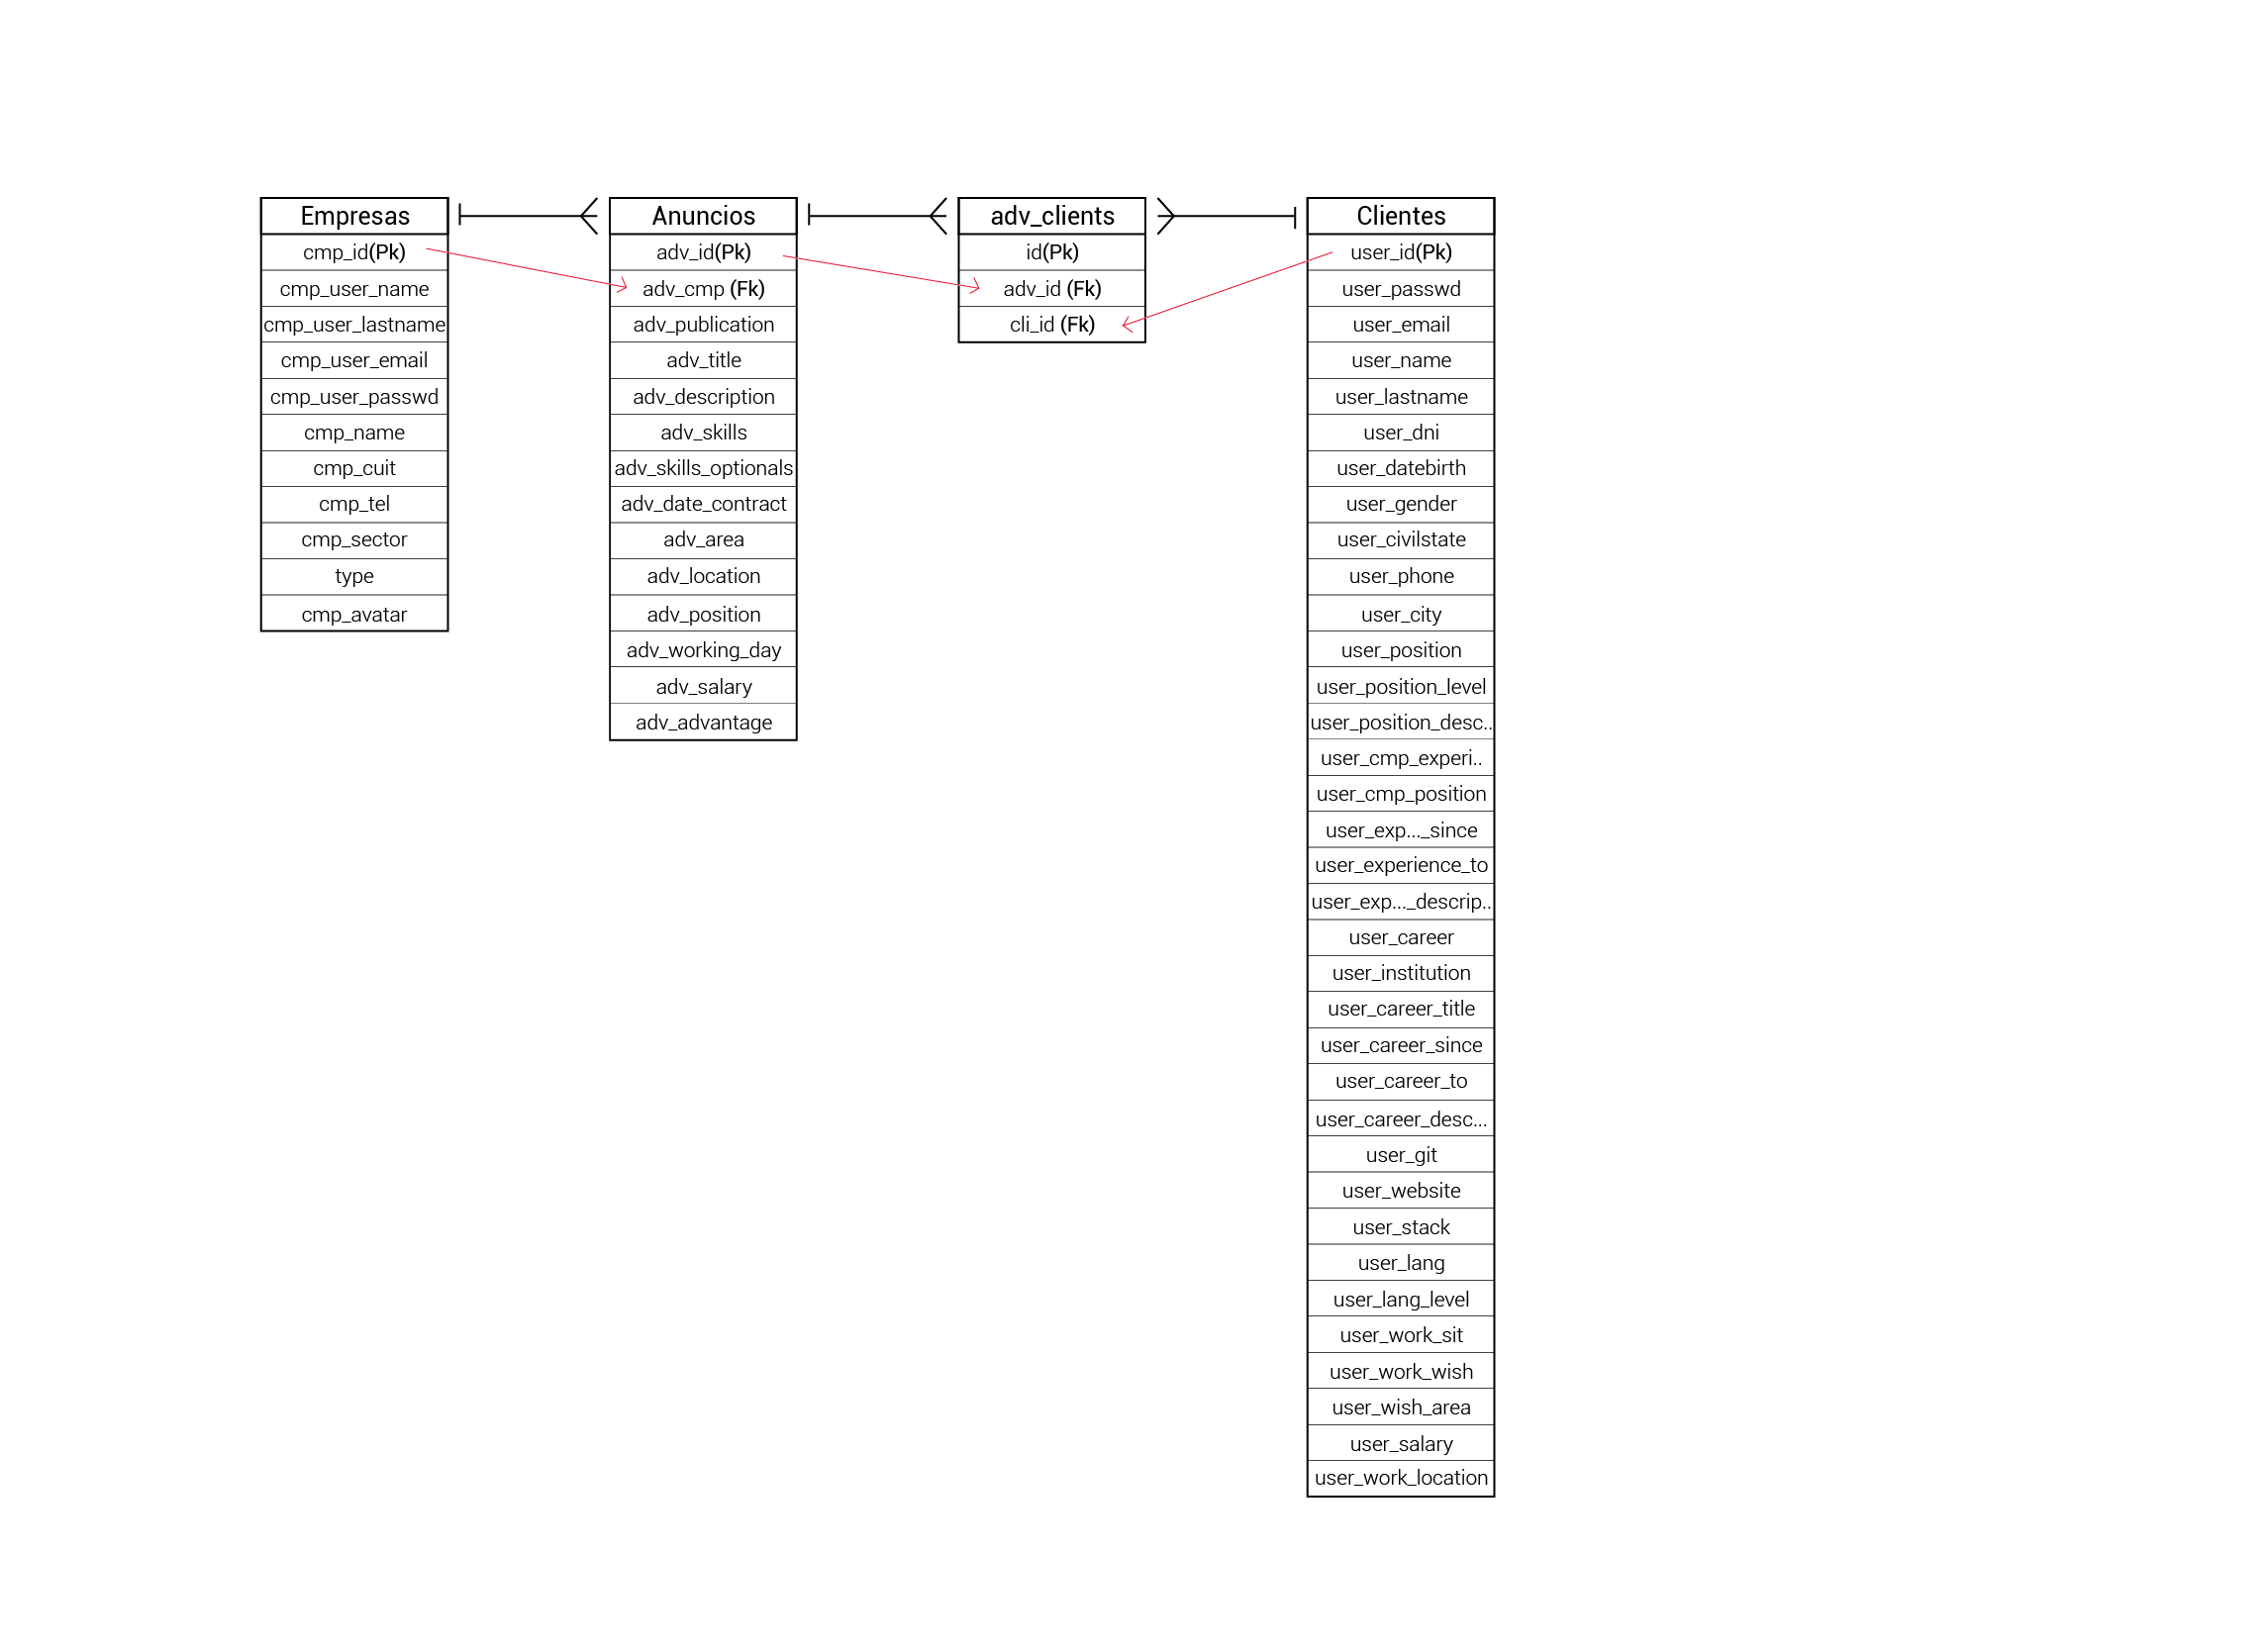 Empresas
cmp_id(Pk)
cmp_user_name
cmp_user_lastname
cmp_user_email
cmp_user_passwd
cmp_name
cmp_cuit
cmp_tel
cmp_sector
type
cmp_avatar
Anuncios
adv_id(Pk)
adv_cmp (Fk)
adv_publication
adv_title
adv_description
adv_skills
adv_skills_optionals
adv_date_contract
adv_area
adv_location
adv_position
adv_working_day
adv_salary
adv_advantage
adv_clients
id(Pk)
adv_id (Fk)
cli_id (Fk)
Clientes
user_id(Pk)
user_passwd
user_email
user_name
user_lastname
user_dni
user_datebirth
user_gender
user_civilstate
user_phone
user_city
user_position
user_position_level
user_position_desc..
user_cmp_experi..
user_cmp_position
user_exp..._since
user_experience_to
user_exp..._descrip..
user_career
user_institution
user_career_title
user_career_since
user_career_to
user_career_desc...
user_git
user_website
user_stack
user_lang
user_lang_level
user_work_sit
user_work_wish
user_wish_area
user_salary
user_work_location